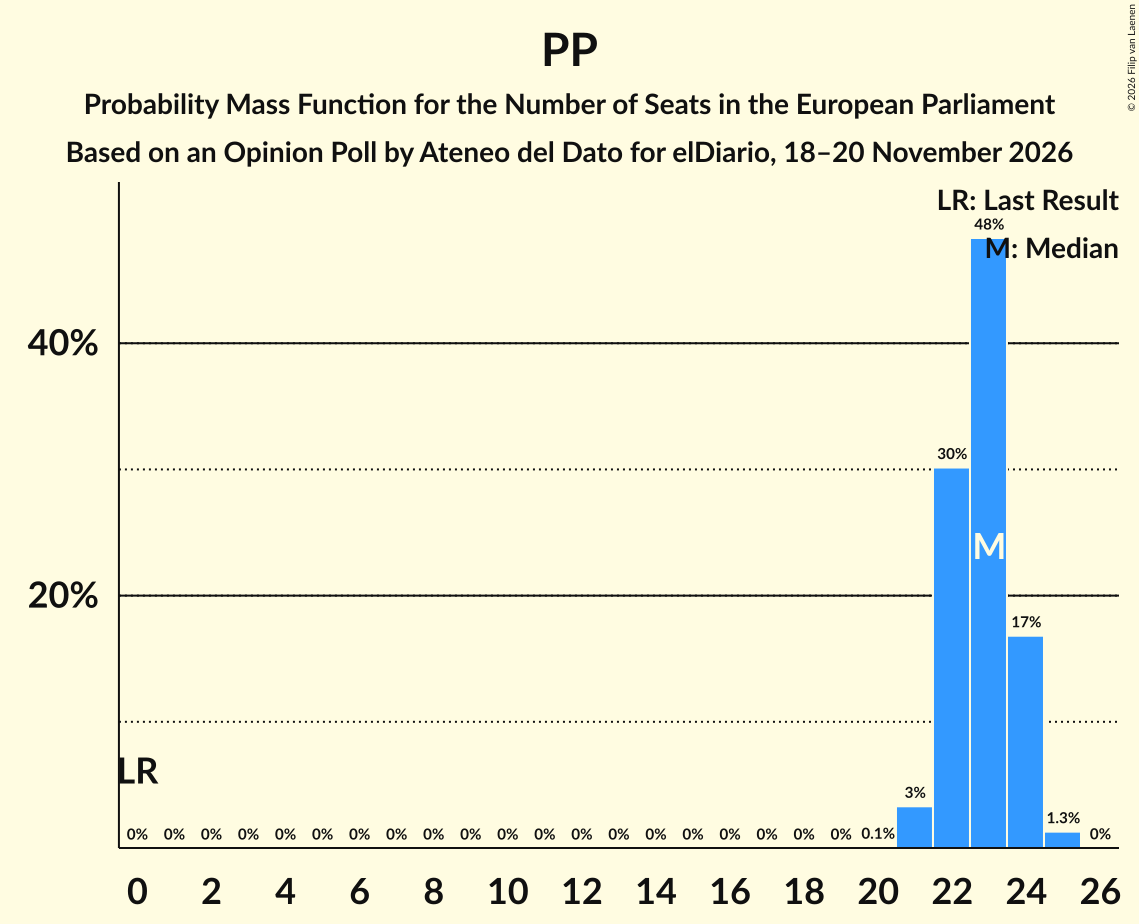 PP
Probability Mass Function for the Number of Seats in the European Parliament
Based on an Opinion Poll by Ateneo del Dato for elDiario, 18–20 November 2026
© 2026 Filip van Laenen
LR: Last Result
M: Median
48%
40%
30%
M
20%
17%
LR
3%
1.3%
0% 0% 0% 0% 0% 0% 0% 0% 0% 0% 0% 0% 0% 0% 0% 0% 0% 0% 0% 0% 0.1% 0%
0 2 4 6 8 10 12 14 16 18 20 22 24 26